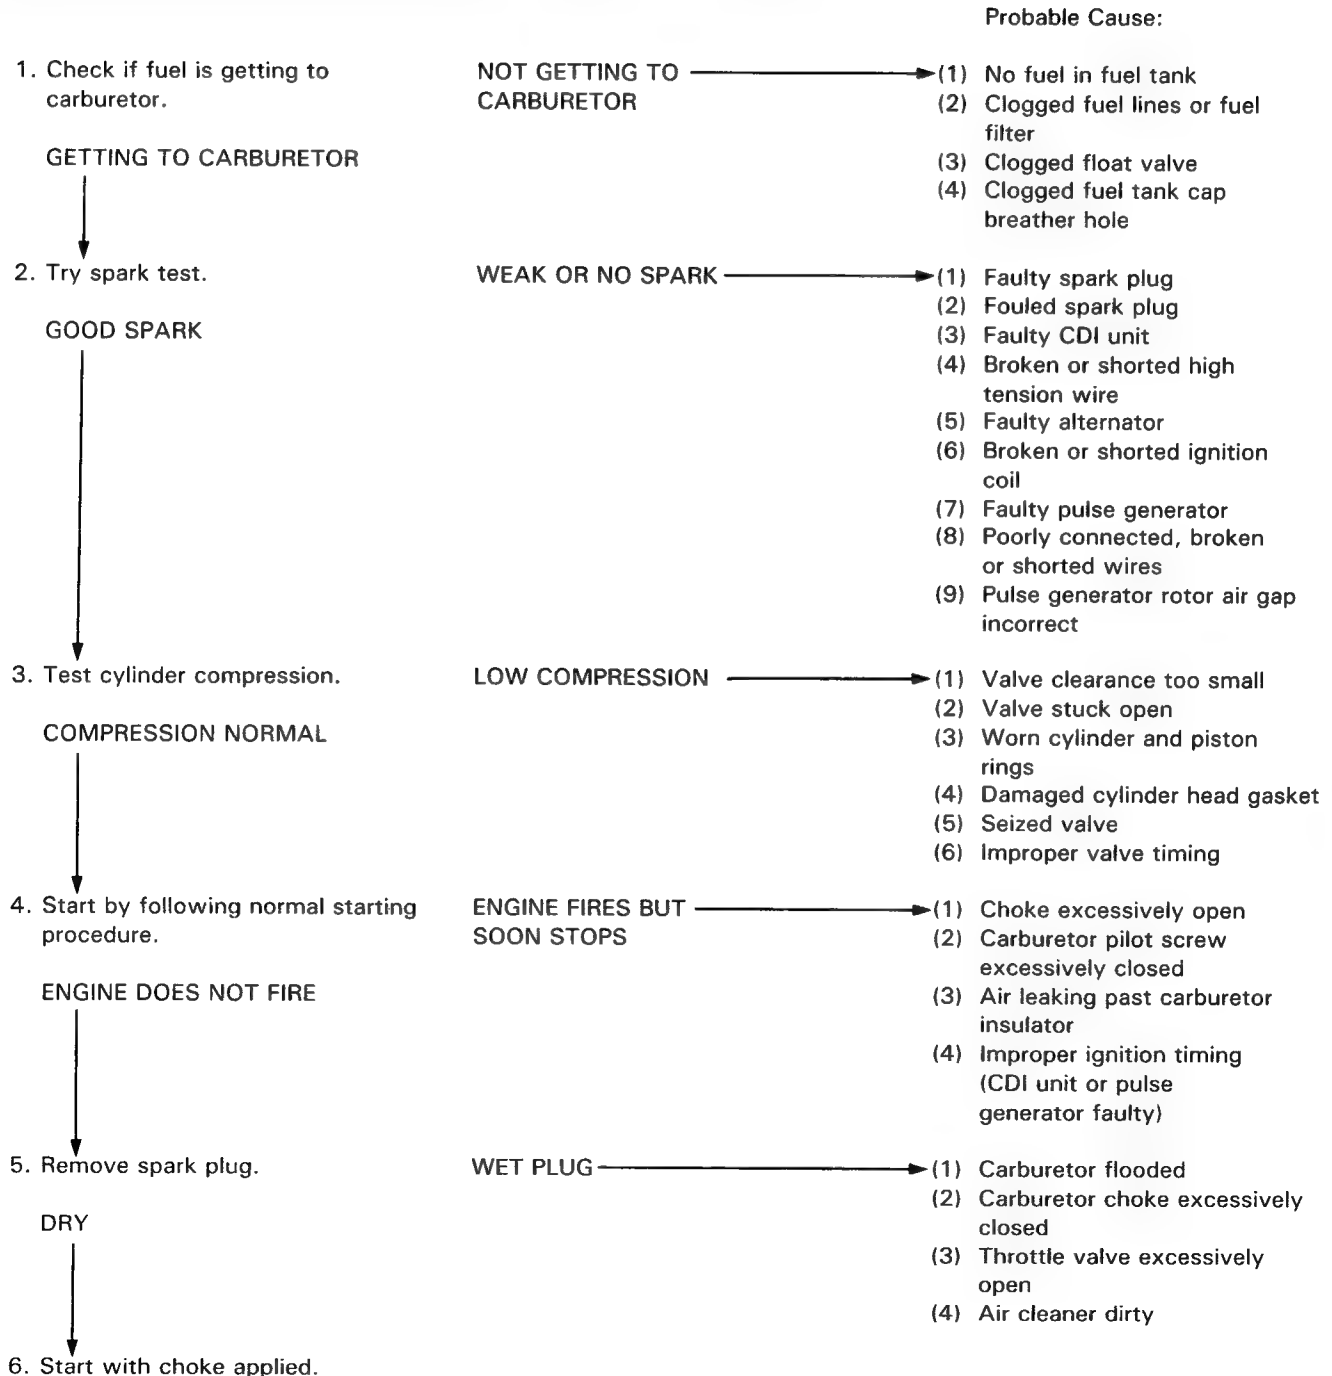 Probable Cause:
1. Check if fuel is getting to
carburetor.
GETTING TO CARBURETOR
NOT GETTING TO
CARBURETOR
(1) No fuel in fuel tank
(2) Clogged fuel lines or fuel
filter
(3) Clogged float valve
(4) Clogged fuel tank cap
breather hole
2. Try spark test.
GOOD SPARK
WEAK OR NO SPARK
(1) Faulty spark plug
(2) Fouled spark plug
(3) Faulty CDI unit
(4) Broken or shorted high
tension wire
(5) Faulty alternator
(6) Broken or shorted ignition
coil
(7) Faulty pulse generator
(8) Poorly connected, broken
or shorted wires
(9) Pulse generator rotor air gap
incorrect
3. Test cylinder compression.
COMPRESSION NORMAL
LOW COMPRESSION
(1) Valve clearance too small
(2) Valve stuck open
(3) Worn cylinder and piston
rings
(4) Damaged cylinder head gasket
(5) Seized valve
(6) Improper valve timing
4. Start by following normal starting
procedure.
ENGINE DOES NOT FIRE
ENGINE FIRES BUT
SOON STOPS
(1) Choke excessively open
(2) Carburetor pilot screw
excessively closed
(3) Air leaking past carburetor
insulator
(4) Improper ignition timing
(CDI unit or pulse
generator faulty)
5. Remove spark plug.
DRY
WET PLUG
(1) Carburetor flooded
(2) Carburetor choke excessively
closed
(3) Throttle valve excessively
open
(4) Air cleaner dirty
6. Start with choke applied.